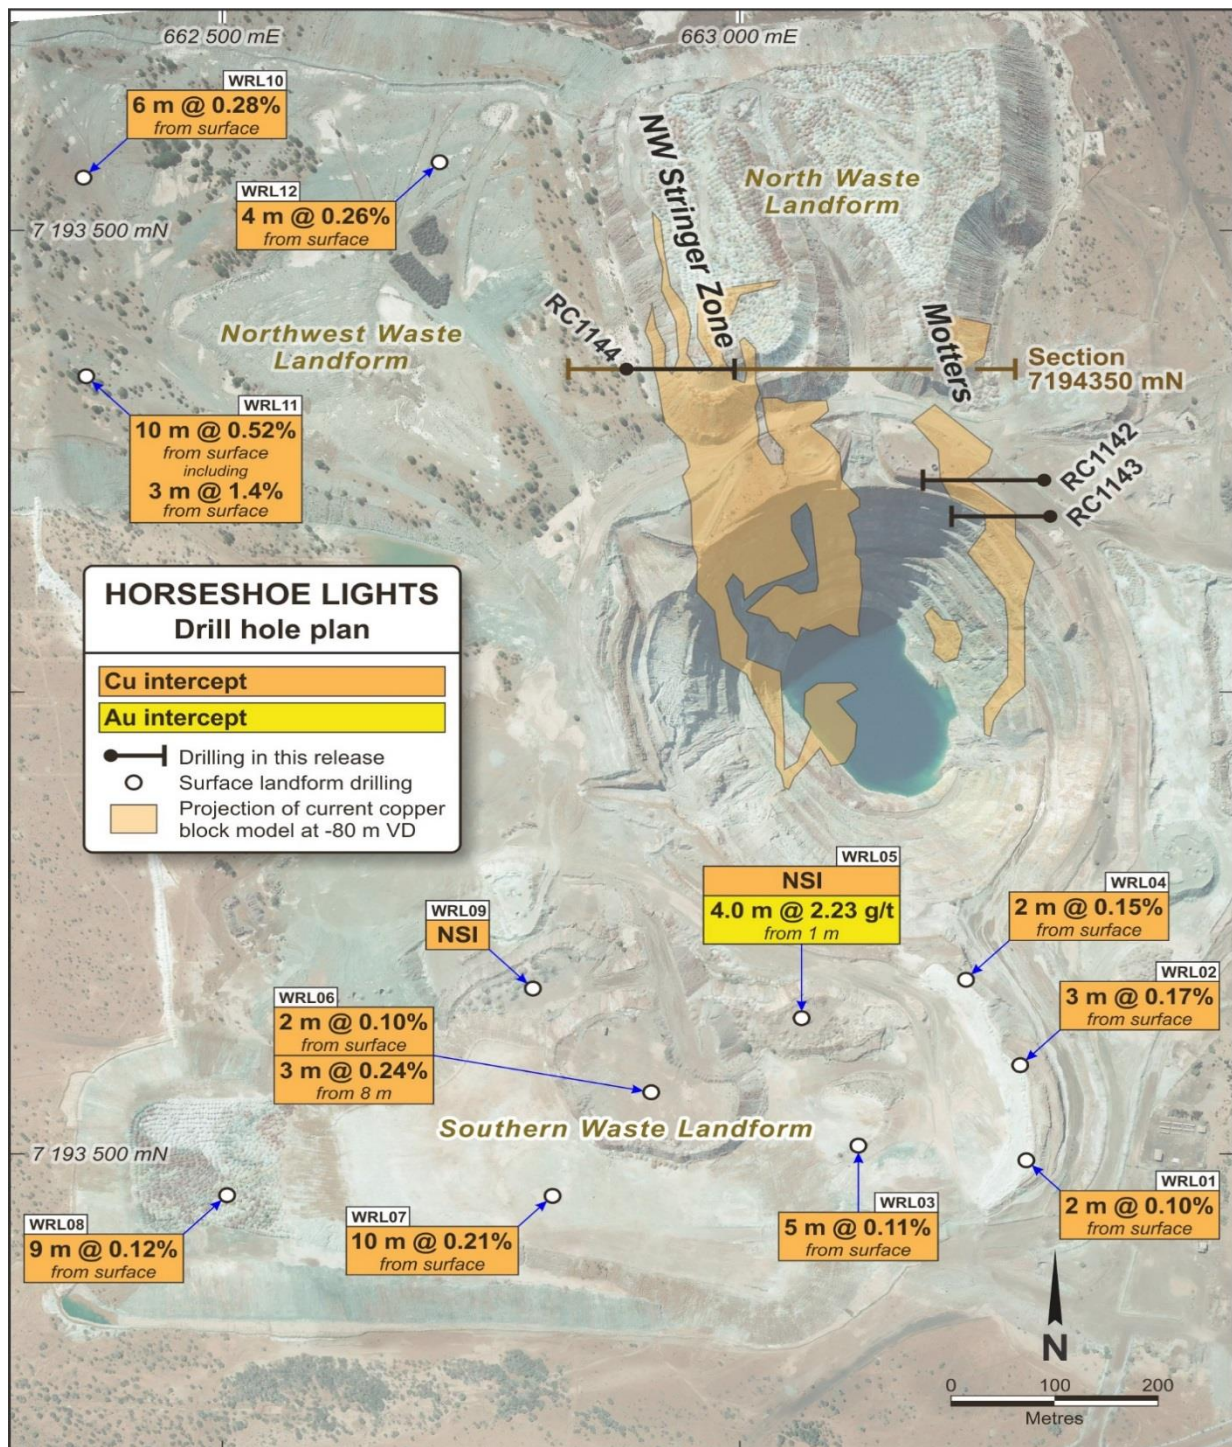 662 500 mE
663 000 mE
WRL10
6 m @ 0.28%
from surface
WRL12
4 m @ 0.26%
from surface
7 193 500 mN
NW Stringer Zone
North Waste
Landform
Northwest Waste
Landform
RC1144
Motters
Section
7194350 mN
WRL11
10 m @ 0.52%
from surface
including
3 m @ 1.4%
from surface
RC1142
RC1143
HORSESHOE LIGHTS
Drill hole plan
Cu intercept
Au intercept
Drilling in this release
Surface landform drilling
Projection of current copper
block model at -80 m VD
WRL05
NSI
4.0 m @ 2.23 g/t
from 1 m
WRL04
2 m @ 0.15%
from surface
WRL09
NSI
WRL02
3 m @ 0.17%
from surface
WRL06
2 m @ 0.10%
from surface
3 m @ 0.24%
from 8 m
Southern Waste Landform
7 193 500 mN
WRL08
9 m @ 0.12%
from surface
WRL07
10 m @ 0.21%
from surface
WRL03
5 m @ 0.11%
from surface
WRL01
2 m @ 0.10%
from surface
N
0 100 200
Metres